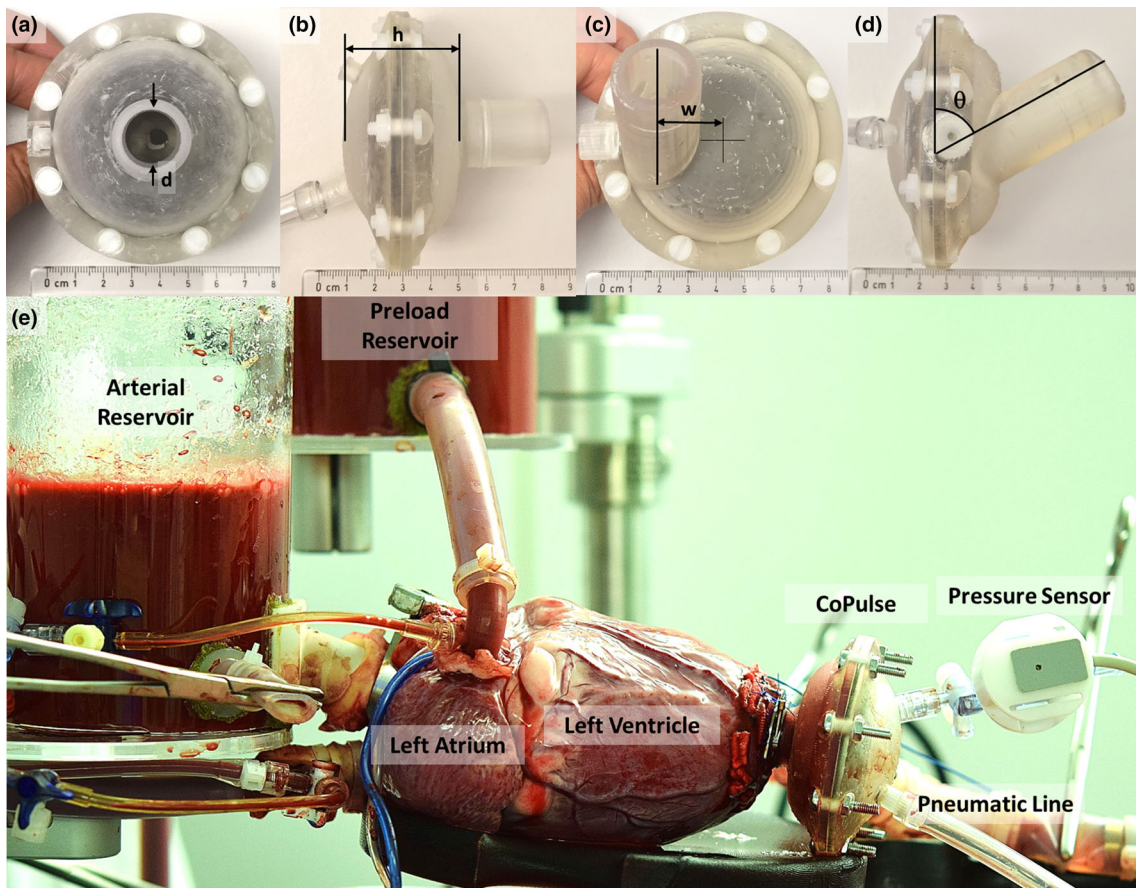 (a)
d
0 cm 1 2 3 4 5 6 7 8
(b)
h
0 cm 1 2 3 4 5 6 7 8 9
(c)
w
0 cm 1 2 3 4 5 6 7 8
(d)
θ
0 cm 1 2 3 4 5 6 7 8 9 10
(e)
Preload
Reservoir
Arterial
Reservoir
CoPulse
Pressure Sensor
Left Ventricle
Left Atrium
Pneumatic Line